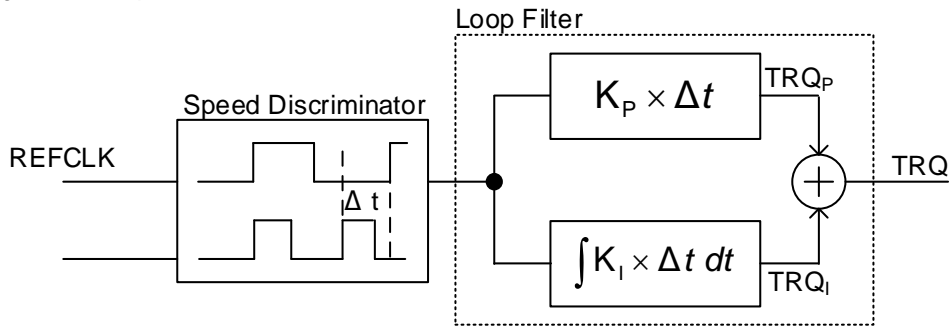 Loop Filter
Speed Discriminator
REFCLK
Δ t
K_P × Δt
TRQ_P
TRQ
∫K_I × Δt dt
TRQ_I